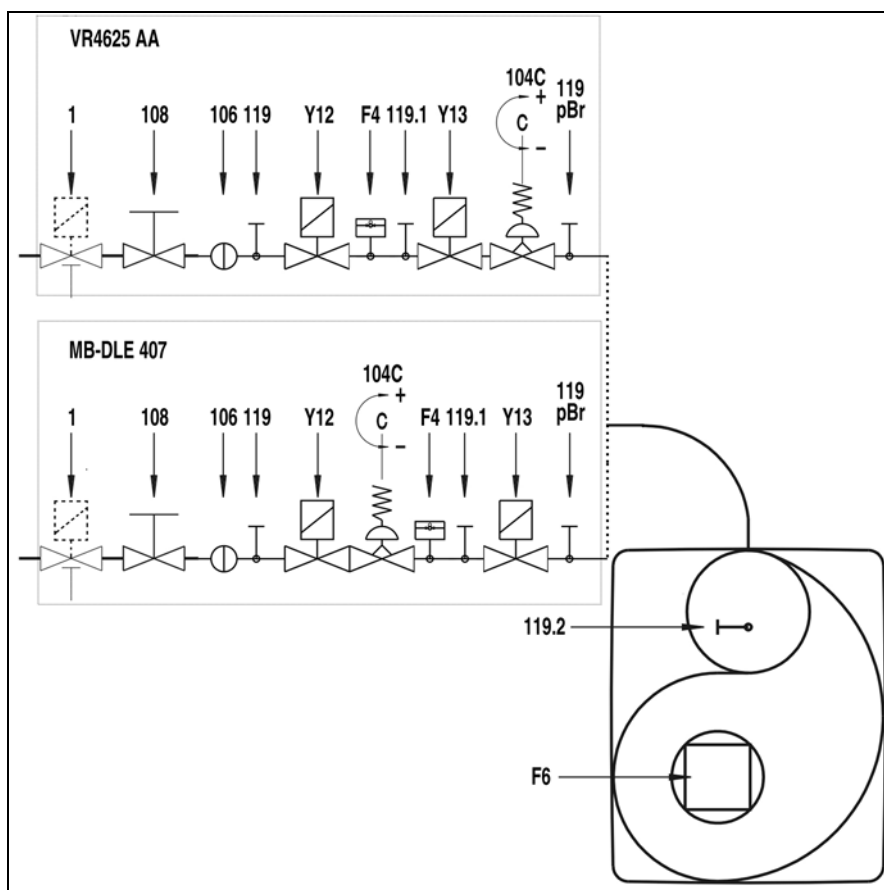 VR4625 AA
104C
+
C
−
119
pBr
1 108 106 119 Y12 F4 119.1 Y13
MB-DLE 407
104C
+
C
−
119
pBr
1 108 106 119 Y12 F4 119.1 Y13
119.2
F6